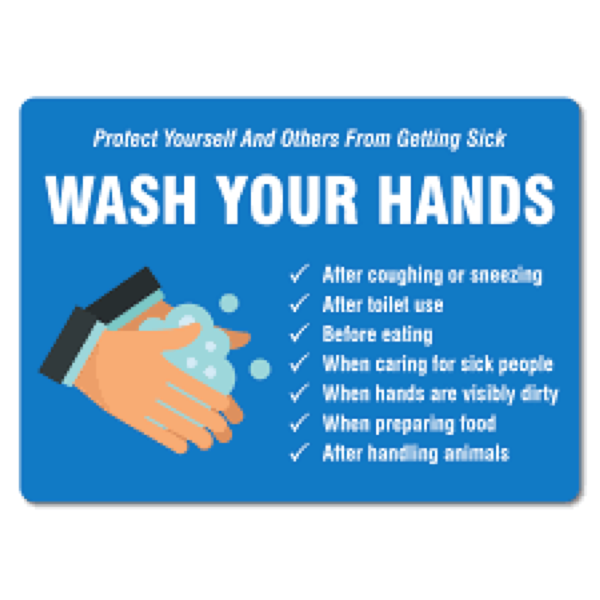 Protect Yourself And Others From Getting Sick
WASH YOUR HANDS
After coughing or sneezing
After toilet use
Before eating
When caring for sick people
When hands are visibly dirty
When preparing food
After handling animals